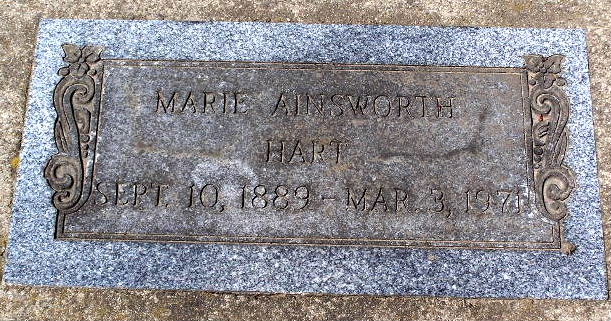 MARIE AINSWORTH
HART
SEPT. 10, 1889 - MAR. 3, 1971